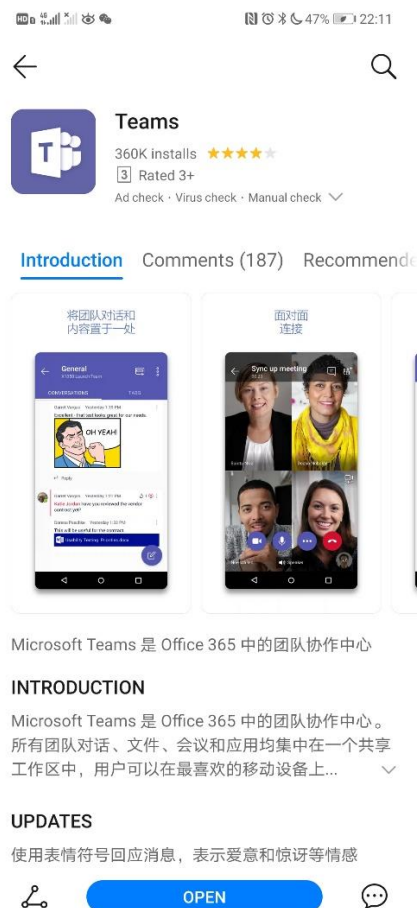 47% 22:11
Teams
360K installs
3 Rated 3+
Ad check · Virus check · Manual check
Introduction Comments (187) Recommende
将团队对话和
内容置于一处
General
CONVERSATIONS TABS
OH YEAH!
Reply
面对面
连接
Sync up meeting
Speaker
Microsoft Teams 是 Office 365 中的团队协作中心
INTRODUCTION
Microsoft Teams 是 Office 365 中的团队协作中心。
所有团队对话、文件、会议和应用均集中在一个共享
工作区中，用户可以在最喜欢的移动设备上...
UPDATES
使用表情符号回应消息，表示爱意和惊讶等情感
OPEN